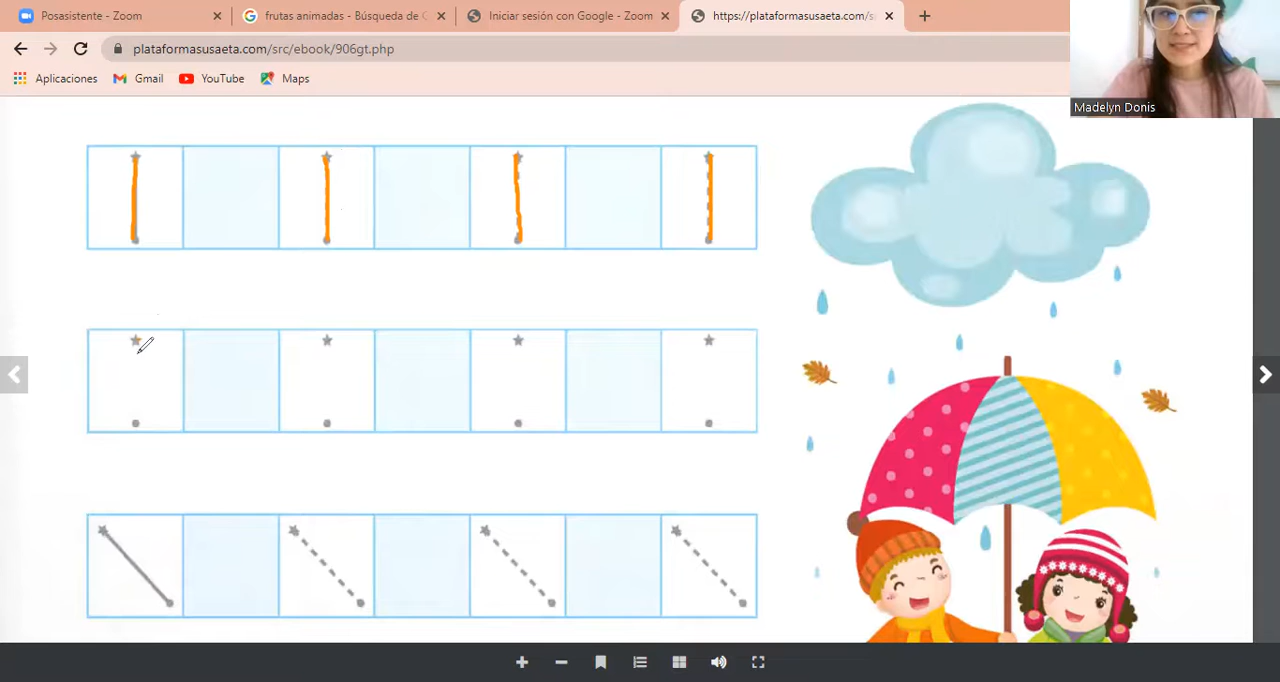 Posasistente - Zoom
frutas animadas - Búsqueda de G
Iniciar sesión con Google - Zoom
https://plataformasusaeta.com/s
plataformasusaeta.com/src/ebook/906gt.php
Aplicaciones
Gmail
YouTube
Maps
Madelyn Donis